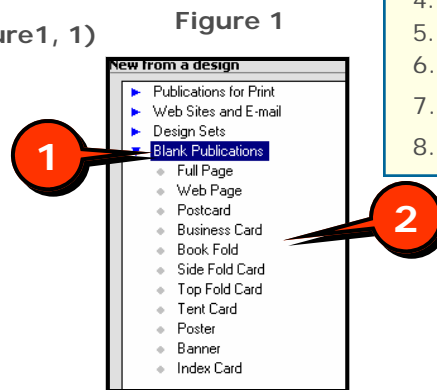 Figure 1
ure1, 1)
4.
5.
6.
7.
8.
New from a design
Publications for Print
Web Sites and E-mail
Design Sets
Blank Publications
Full Page
Web Page
Postcard
Business Card
Book Fold
Side Fold Card
Top Fold Card
Tent Card
Poster
Banner
Index Card
1
2